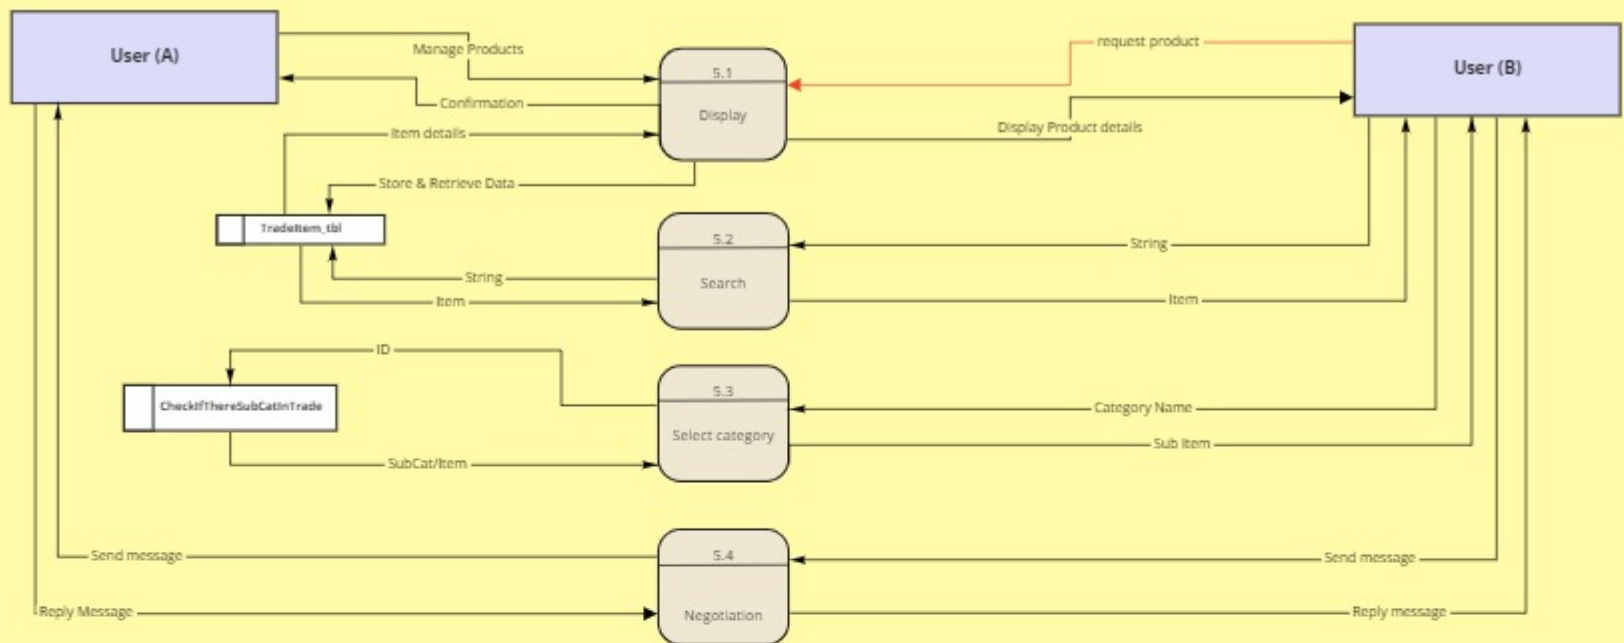 User (A)
User (B)
Manage Products
request product
5.1
Display
Confirmation
Display Product details
Item details
Store & Retrieve Data
TradeItem_tbl
5.2
Search
String
String
Item
Item
ID
5.3
Select category
CheckIfThereSubCatInTrade
Category Name
Sub Item
SubCat/Item
5.4
Negotiation
Send message
Send message
Reply Message
Reply message